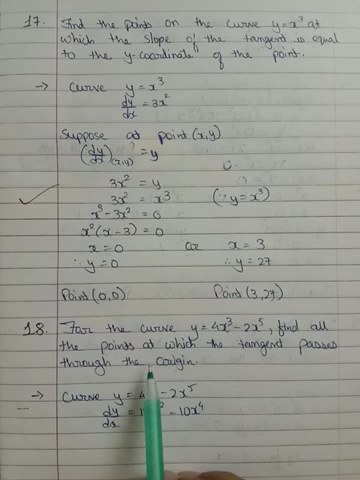 17. Find the points on the curve y=x³ at
which the slope of the tangent is equal
to the y-coordinate of the point.
→ Curve y=x³
dy/dx = 3x²
Suppose at point (x,y)
(dy/dx)(x,y) = y
3x² = y
3x² = x³ (∵ y=x³)
x³-3x² = 0
x²(x-3) = 0
x=0 or x=3
∴ y=0 ∴ y=27
Point (0,0) Point (3,27)
18. For the curve y=4x³-2x⁵, find all
the points at which the tangent passes
through the origin.
→ Curve y = 4 -2x⁵
dy/dx = 1 ² - 10x⁴